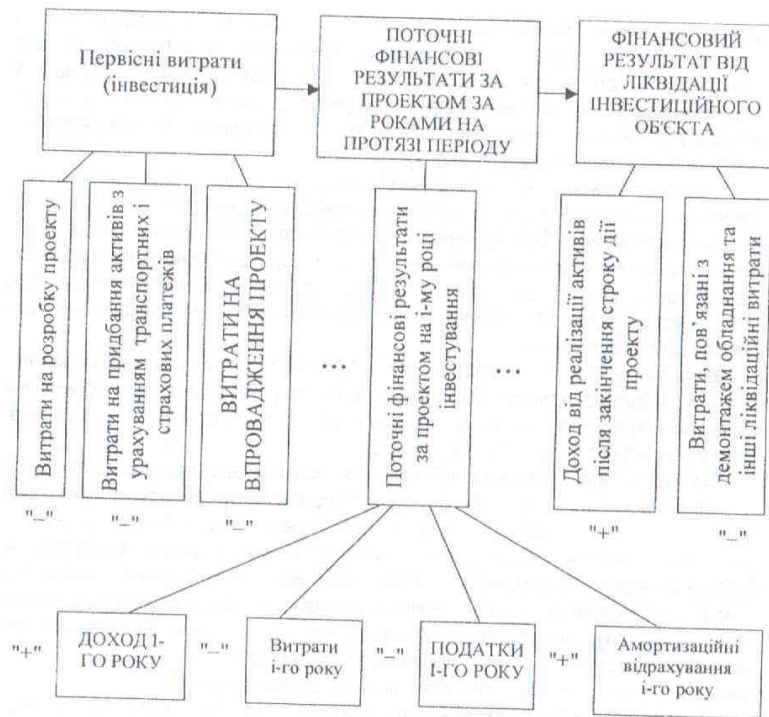 Первісні витрати
(інвестиція)
ПОТОЧНІ
ФІНАНСОВІ
РЕЗУЛЬТАТИ ЗА
ПРОЕКТОМ ЗА
РОКАМИ НА
ПРОТЯЗІ ПЕРІОДУ
ФІНАНСОВИЙ
РЕЗУЛЬТАТ ВІД
ЛІКВІДАЦІЇ
ІНВЕСТИЦІЙНОГО
ОБ'ЄКТА
Витрати на розробку проекту
Витрати на придбання активів з
урахуванням транспортних і
страхових платежів
ВИТРАТИ НА
ВПРОВАДЖЕННЯ ПРОЕКТУ
...
Поточні фінансові результати
за проектом на і-му році
інвестування
...
Доход від реалізації активів
після закінчення строку дії
проекту
Витрати, пов’язані з
демонтажем обладнання та
інші ліквідаційні витрати
"–"
"–"
"–"
"+"
"–"
"+"
ДОХОД І-
ГО РОКУ
"–"
Витрати
і-го року
"–"
ПОДАТКИ
І-ГО РОКУ
"+"
Амортизаційні
відрахування
і-го року